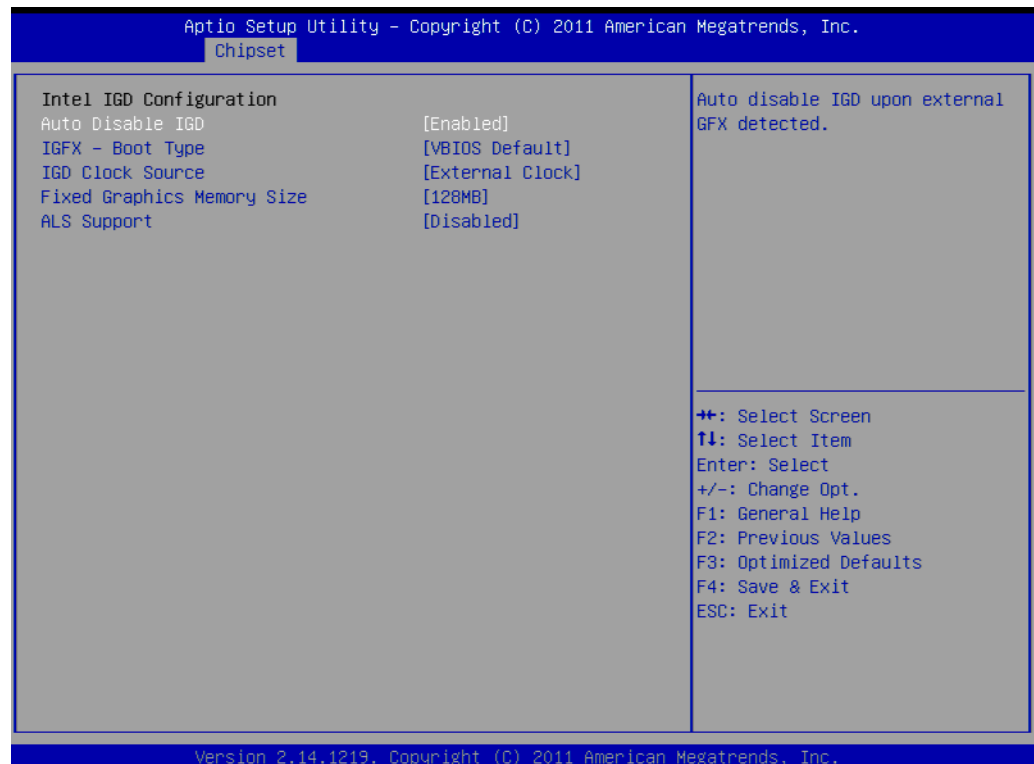 Aptio Setup Utility – Copyright (C) 2011 American Megatrends, Inc.
Chipset
Intel IGD Configuration
Auto Disable IGD [Enabled]
IGFX – Boot Type [VBIOS Default]
IGD Clock Source [External Clock]
Fixed Graphics Memory Size [128MB]
ALS Support [Disabled]
Auto disable IGD upon external
GFX detected.
→←: Select Screen
↑↓: Select Item
Enter: Select
+/-: Change Opt.
F1: General Help
F2: Previous Values
F3: Optimized Defaults
F4: Save & Exit
ESC: Exit
Version 2.14.1219. Copyright (C) 2011 American Megatrends, Inc.